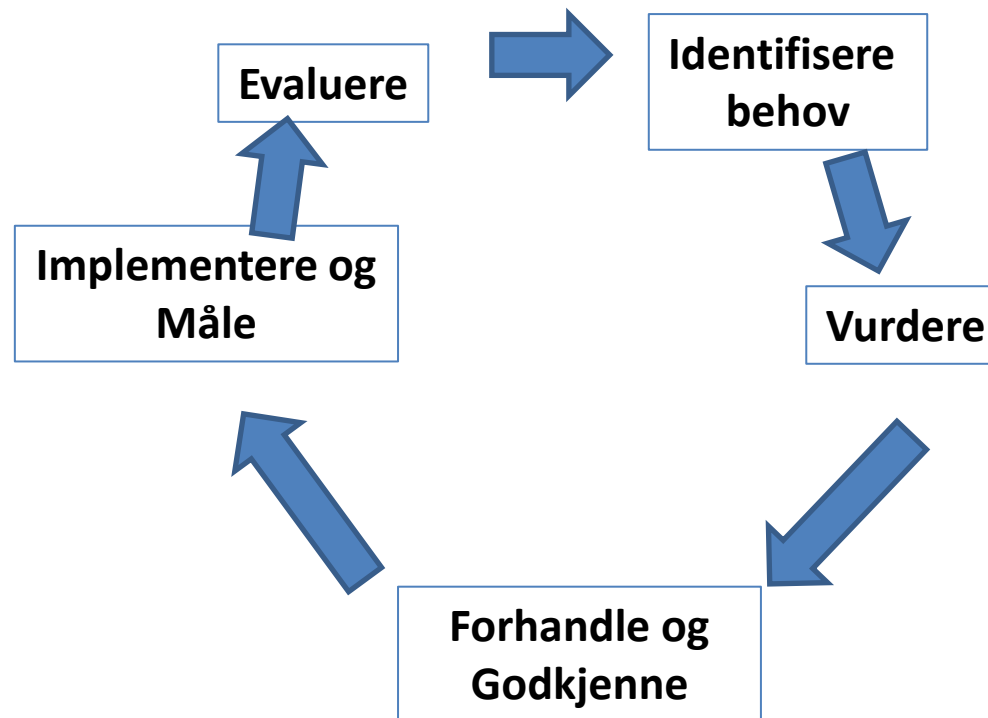 Evaluere
Identifisere
behov
Implementere og
Måle
Vurdere
Forhandle og
Godkjenne